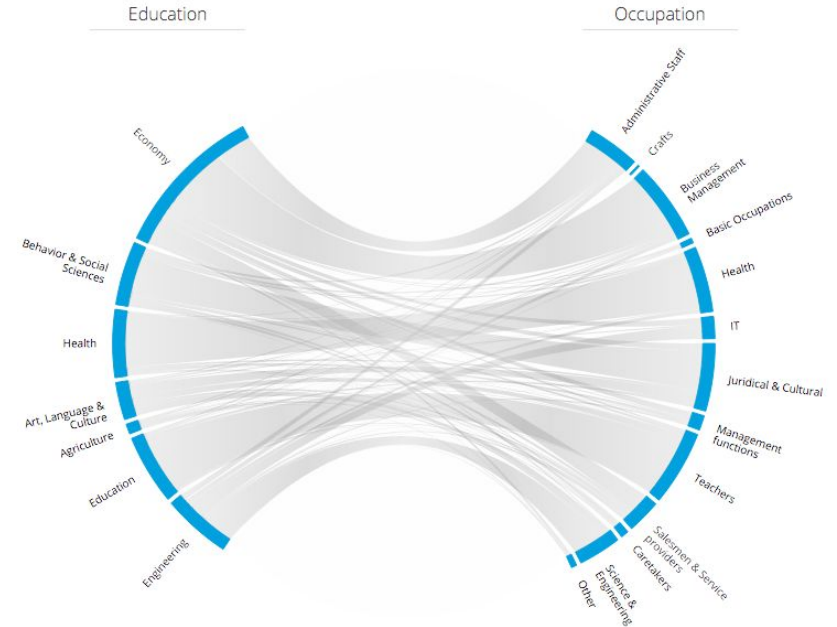 Education
Occupation
Economy
Behavior & Social
Sciences
Health
Art, Language &
Culture
Agriculture
Education
Engineering
Administrative Staff
Crafts
Business
Management
Basic Occupations
Health
IT
Juridical & Cultural
Management
functions
Teachers
Salesmen & Service
providers
Caretakers
Science &
Engineering
Other